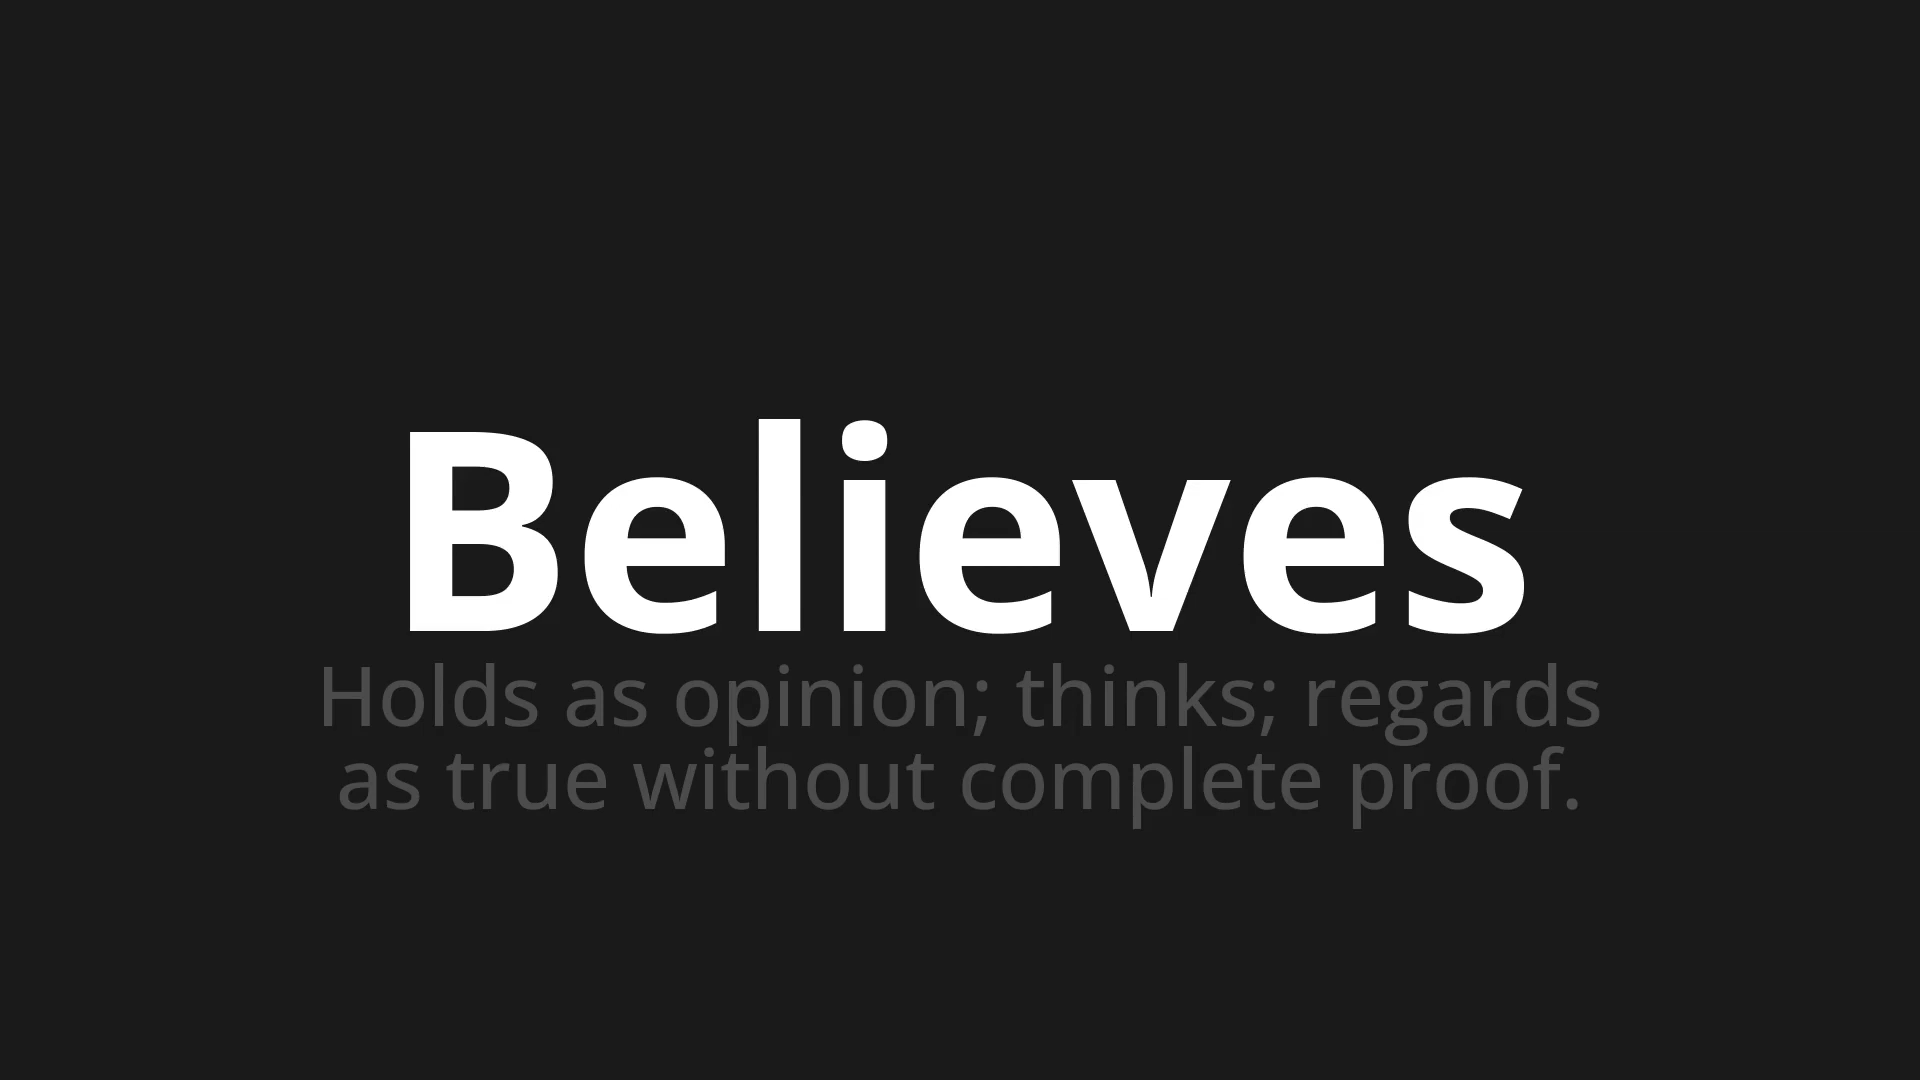 Believes
Holds as opinion; thinks; regards
as true without complete proof.